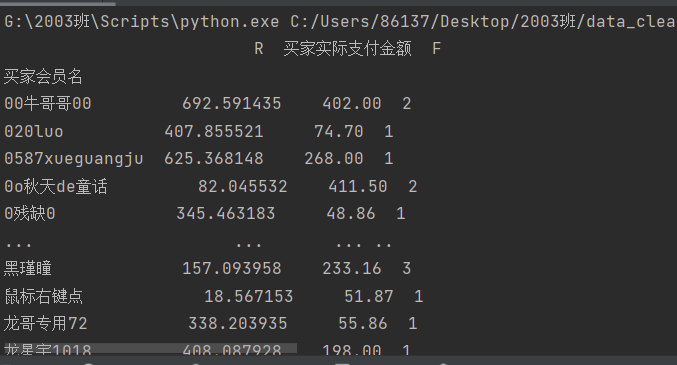 G:\2003班\Scripts\python.exe C:/Users/86137/Desktop/2003班/data_clea
R 买家实际支付金额 F
买家会员名
00牛哥哥00 692.591435 402.00 2
020luo 407.855521 74.70 1
0587xueguangju 625.368148 268.00 1
0o秋天de童话 82.045532 411.50 2
0残缺0 345.463183 48.86 1
... ... ... ..
黑瑾瞳 157.093958 233.16 3
鼠标右键点 18.567153 51.87 1
龙哥专用72 338.203935 55.86 1
龙星宇1018 408.087928 198.00 1